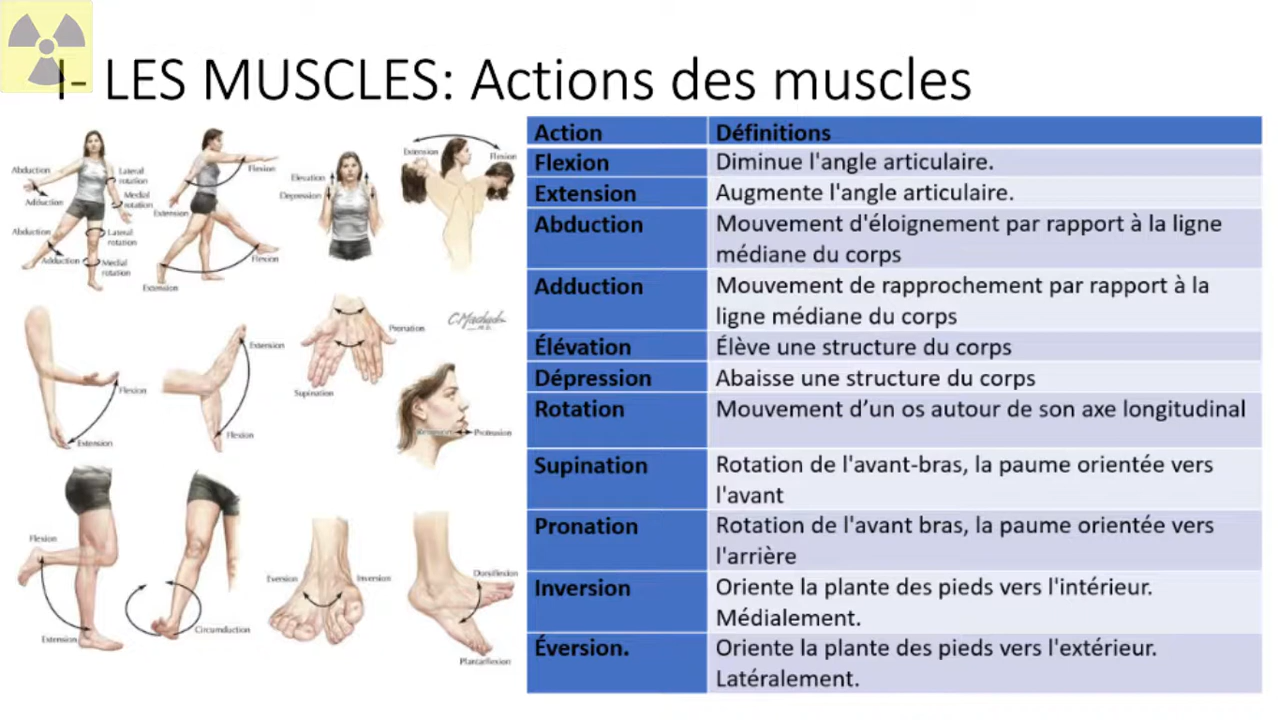 I- LES MUSCLES: Actions des muscles
Abduction
Adduction
Lateral
rotation
Medial
rotation
Abduction
Adduction
Lateral
rotation
Medial
rotation
Flexion
Extension
Flexion
Extension
Elevation
Depression
Extension
Flexion
Flexion
Extension
Extension
Flexion
Pronation
Supination
C.Machado
M.D.
Protrusion
Flexion
Extension
Circumduction
Eversion
Inversion
Dorsiflexion
Plantarflexion
Action Définitions
Flexion Diminue l'angle articulaire.
Extension Augmente l'angle articulaire.
Abduction Mouvement d'éloignement par rapport à la ligne
médiane du corps
Adduction Mouvement de rapprochement par rapport à la
ligne médiane du corps
Élévation Élève une structure du corps
Dépression Abaisse une structure du corps
Rotation Mouvement d’un os autour de son axe longitudinal
Supination Rotation de l'avant-bras, la paume orientée vers
l'avant
Pronation Rotation de l'avant bras, la paume orientée vers
l'arrière
Inversion Oriente la plante des pieds vers l'intérieur.
Médialement.
Éversion. Oriente la plante des pieds vers l'extérieur.
Latéralement.